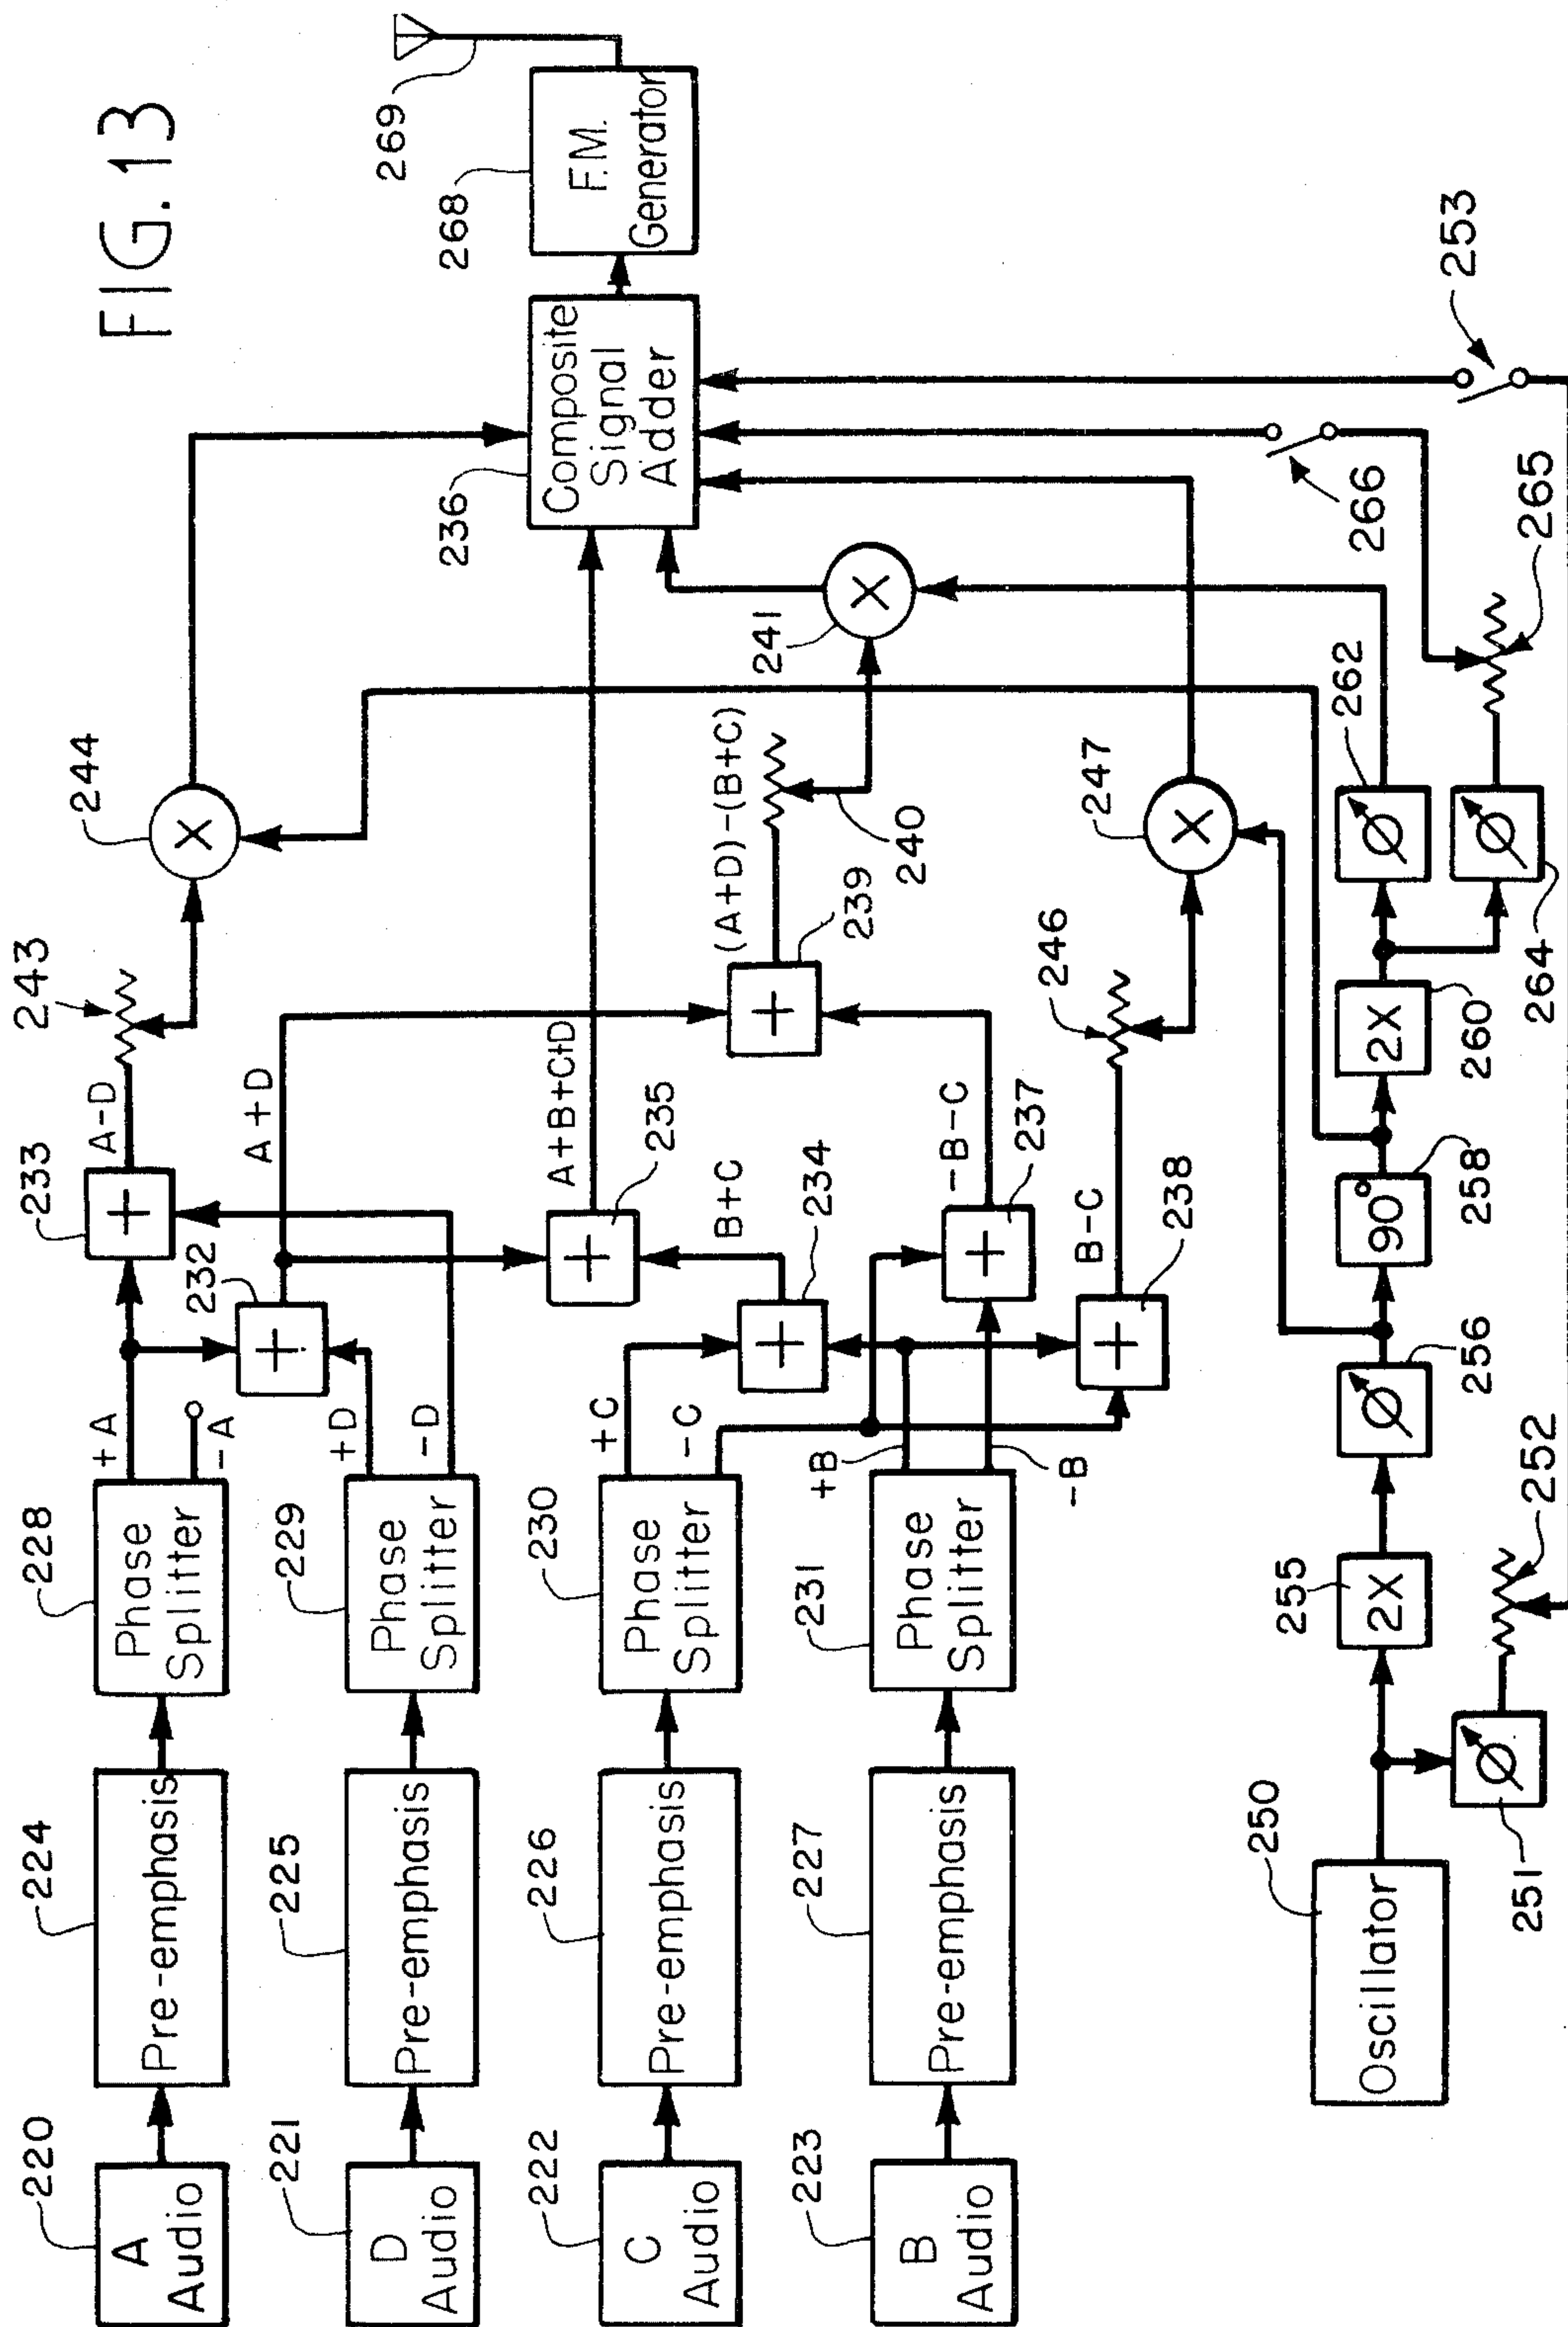 FIG. 13
220
A
Audio
224
Pre-emphasis
228
Phase
Splitter
+A
-A
233
+
A-D
243
244
X
221
D
Audio
225
Pre-emphasis
229
Phase
Splitter
+D
-D
232
+
A+D
A+B+C+D
235
+
236
Composite
Signal
Adder
268
F.M.
Generator
269
222
C
Audio
226
Pre-emphasis
230
Phase
Splitter
+C
-C
234
+
B+C
239
+
(A+D)-(B+C)
240
241
X
223
B
Audio
227
Pre-emphasis
231
Phase
Splitter
+B
-B
237
+
-B-C
238
+
B-C
246
247
X
250
Oscillator
251
Ø
252
255
2X
256
Ø
258
90°
260
2X
262
Ø
264
Ø
265
266
253